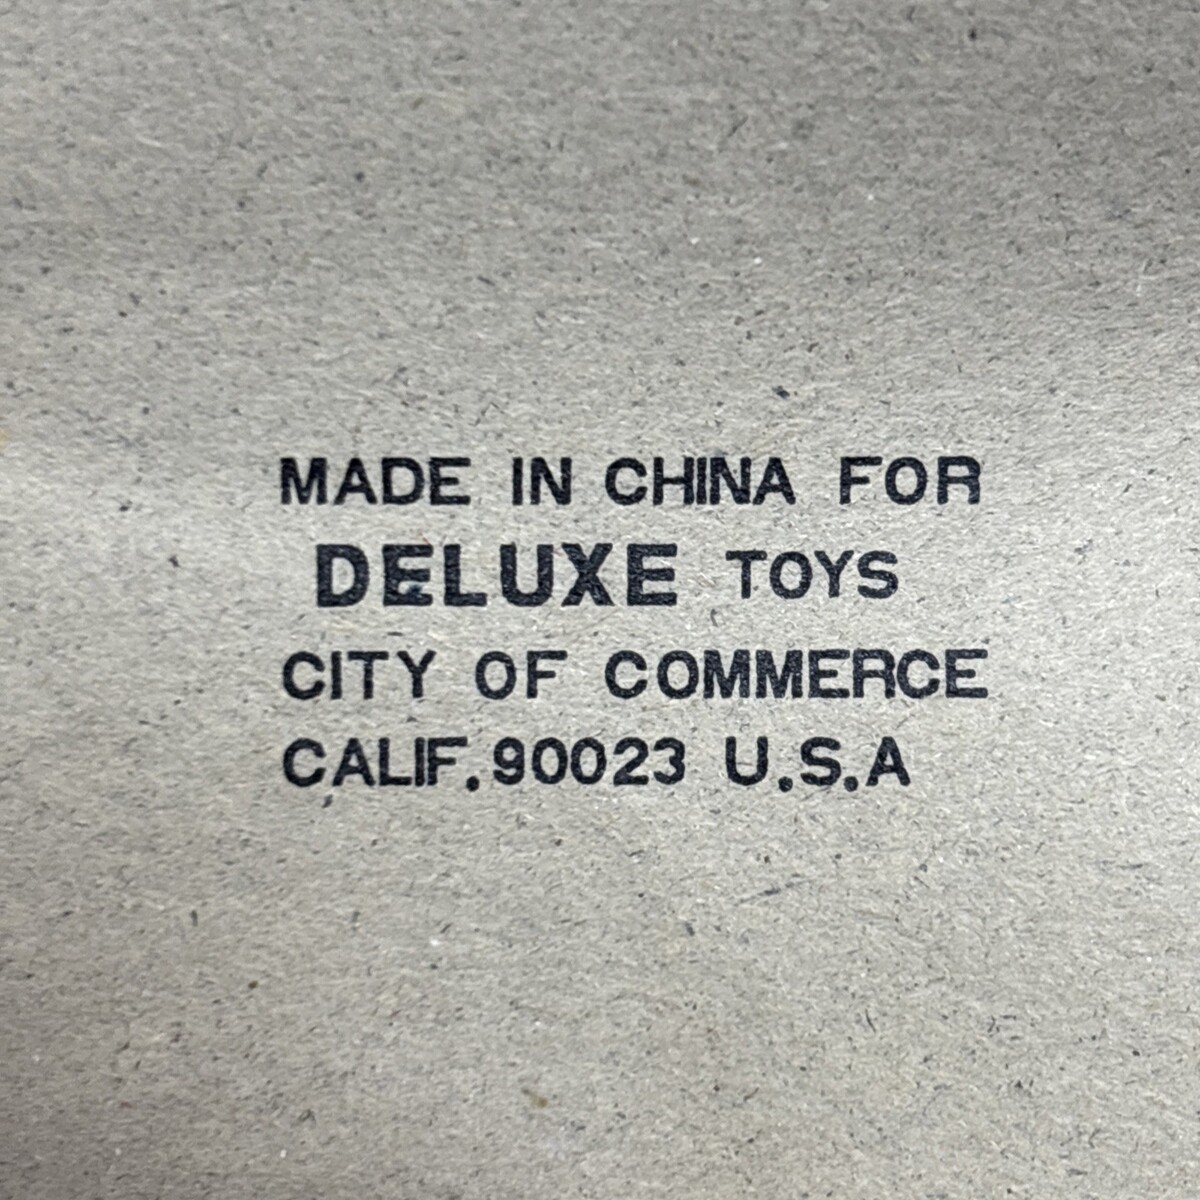 MADE IN CHINA FOR
DELUXE TOYS
CITY OF COMMERCE
CALIF.90023 U.S.A